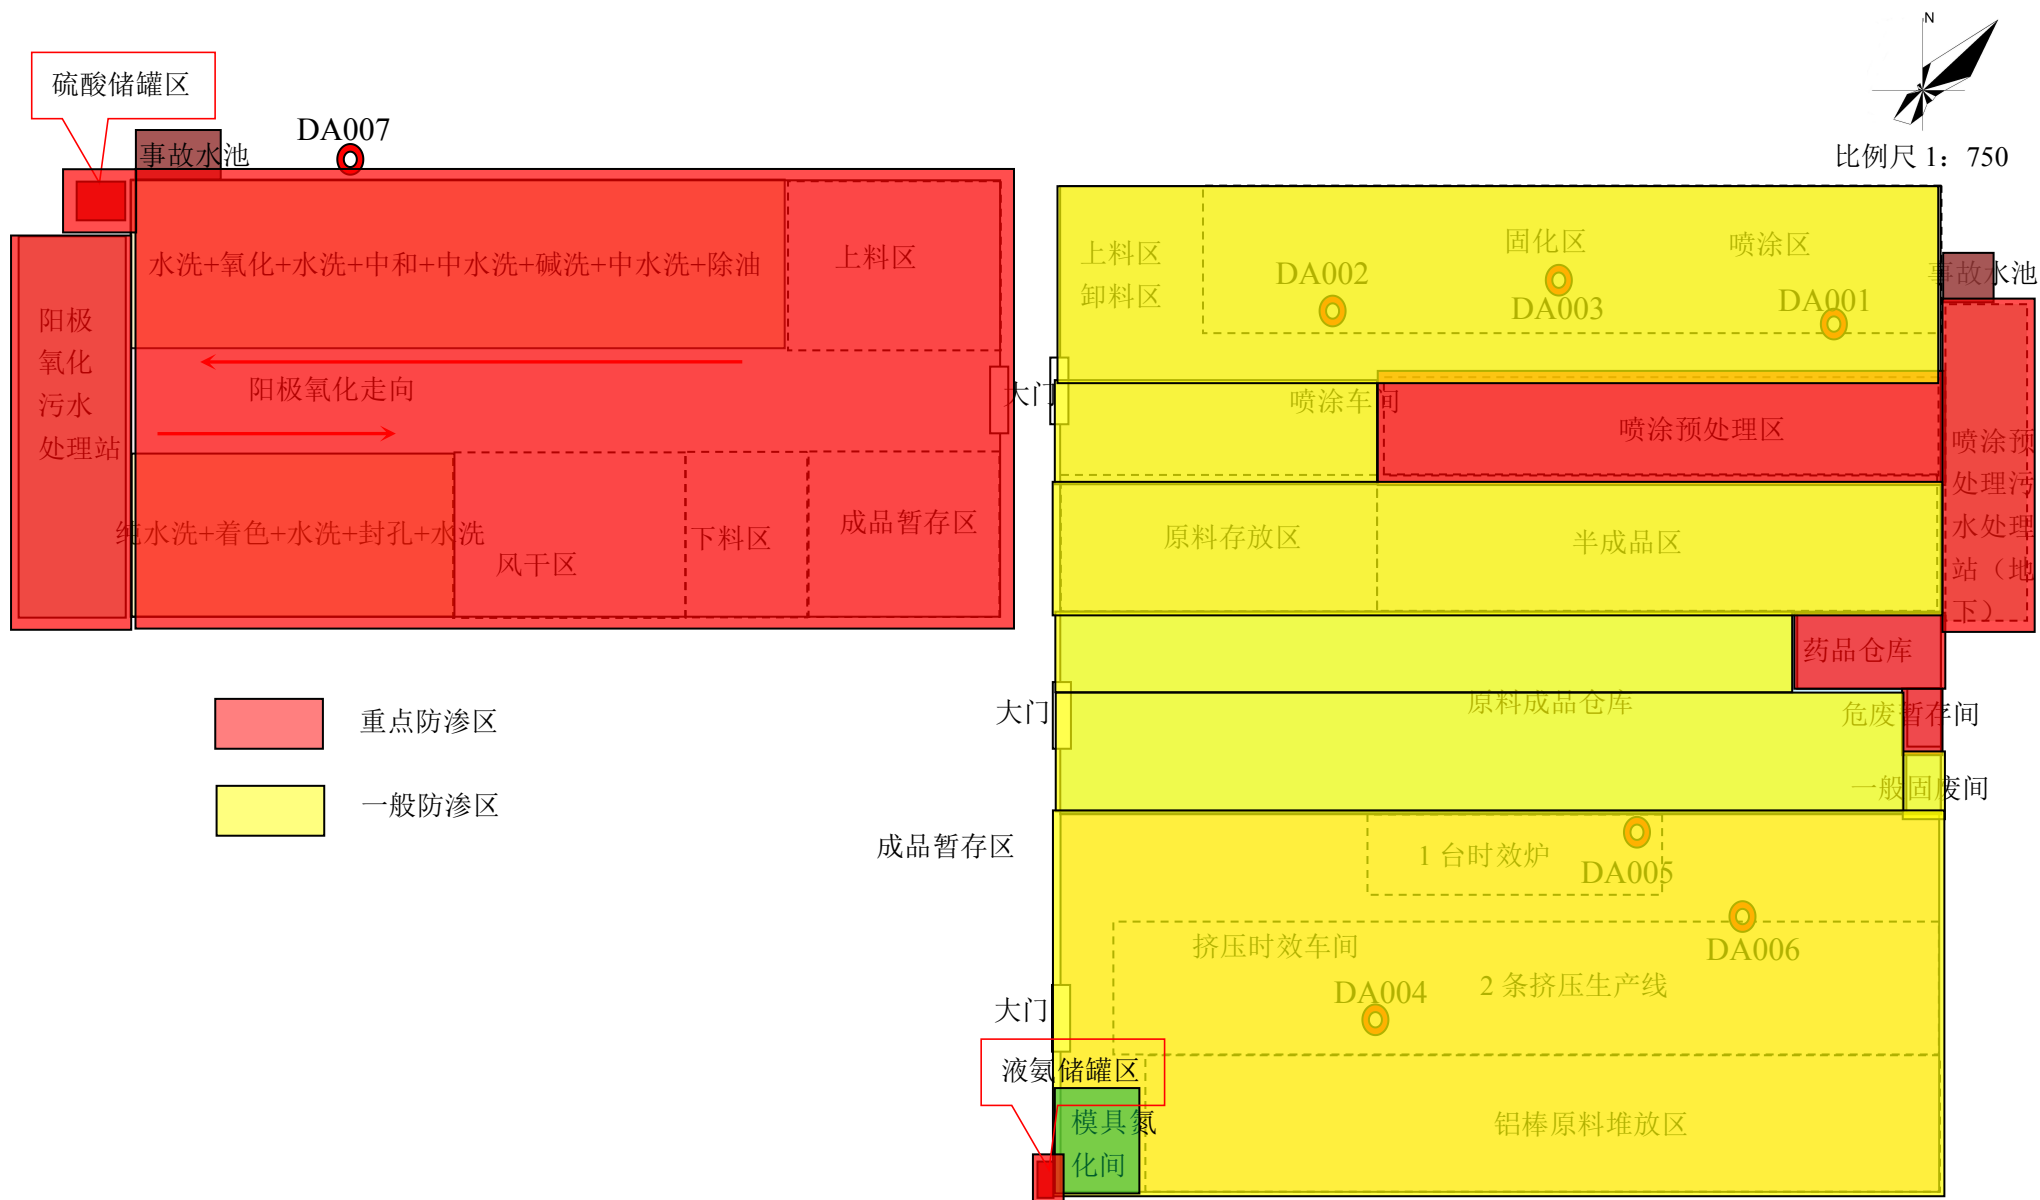 N
比例尺 1：750
硫酸储罐区
事故水池
DA007
水洗+氧化+水洗+中和+中水洗+碱洗+中水洗+除油
上料区
阳极
氧化
污水
处理站
阳极氧化走向
大门
纯水洗+着色+水洗+封孔+水洗
风干区
下料区
成品暂存区
上料区
卸料区
DA002
固化区
DA003
喷涂区
DA001
事故水池
喷涂车间
喷涂预处理区
喷涂预
处理污
水处理
站（地
下）
原料存放区
半成品区
药品仓库
大门
原料成品仓库
危废暂存间
一般固废间
重点防渗区
一般防渗区
成品暂存区
1 台时效炉
DA005
挤压时效车间
DA006
2 条挤压生产线
DA004
大门
液氨储罐区
模具氮
化间
铝棒原料堆放区